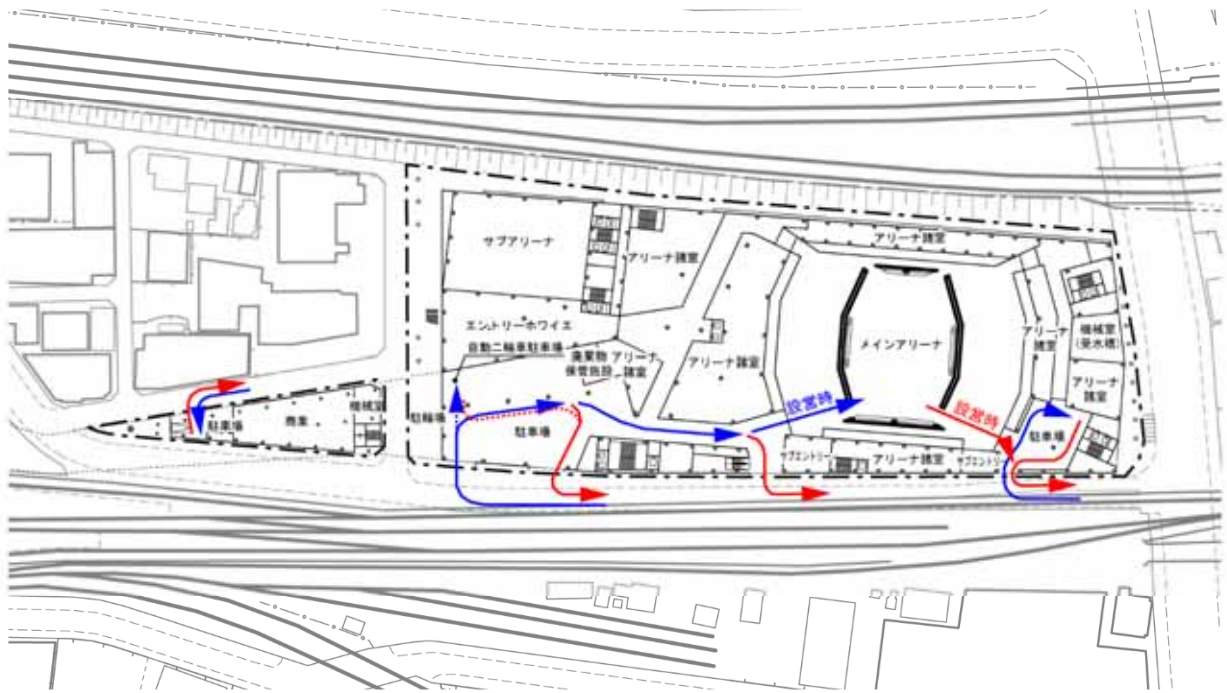 サブアリーナ
アリーナ諸室
アリーナ諸室
エントリーホワイエ
自動二輪車駐車場
廃棄物
保管施設
アリーナ
諸室
アリーナ諸室
メインアリーナ
アリーナ
諸室
機械室
(受水槽)
アリーナ
諸室
駐車場
商業
機械室
駐輪場
駐車場
設営時
設営時
駐車場
サブエントリー
アリーナ諸室
サブエントリー